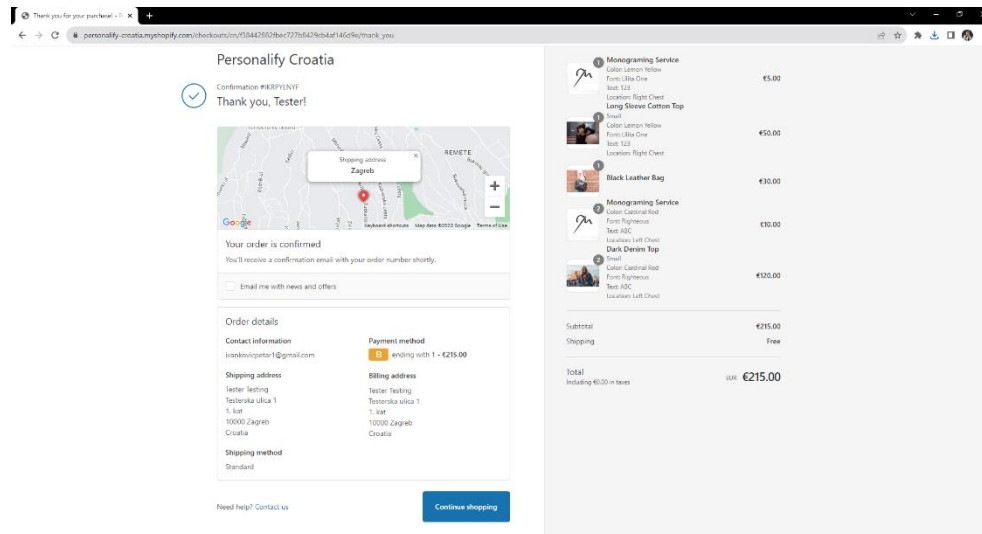 Thank you for your purchase! - P
personalify-croatia.myshopify.com/checkouts/cn/f38442882fbec727b8429cb4af146d9e/thank_you
Personalify Croatia
Confirmation #IKRPYLNYF
Thank you, Tester!
REMETE
Shipping address
Zagreb
Google
Keyboard shortcuts Map data ©2023 Google Terms of Use
Your order is confirmed
You'll receive a confirmation email with your order number shortly.
Email me with news and offers
Order details
Contact information
ivankovicpetar1@gmail.com
Payment method
B ending with 1 - €215.00
Shipping address
Tester Testing
Testerska ulica 1
1. kat
10000 Zagreb
Croatia
Billing address
Tester Testing
Testerska ulica 1
1. kat
10000 Zagreb
Croatia
Shipping method
Standard
Need help? Contact us
Continue shopping
1
Monograming Service
Color: Lemon Yellow
Font: Lilita One
Text: 123
Location: Right Chest
€5.00
1
Long Sleeve Cotton Top
Small
Color: Lemon Yellow
Font: Lilita One
Text: 123
Location: Right Chest
€50.00
1
Black Leather Bag
€30.00
2
Monograming Service
Color: Cardinal Red
Font: Righteous
Text: ABC
Location: Left Chest
€10.00
2
Dark Denim Top
Small
Color: Cardinal Red
Font: Righteous
Text: ABC
Location: Left Chest
€120.00
Subtotal €215.00
Shipping Free
Total
Including €0.00 in taxes
EUR €215.00